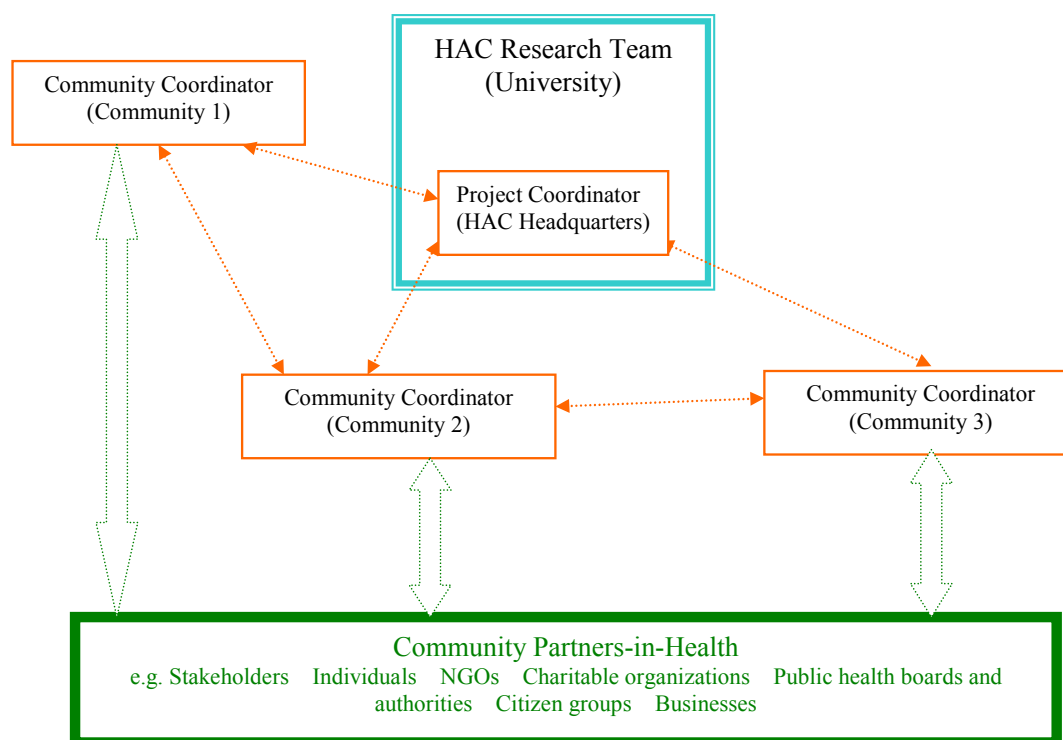 HAC Research Team
(University)
Community Coordinator
(Community 1)
Project Coordinator
(HAC Headquarters)
Community Coordinator
(Community 2)
Community Coordinator
(Community 3)
Community Partners-in-Health
e.g. Stakeholders Individuals NGOs Charitable organizations Public health boards and
authorities Citizen groups Businesses